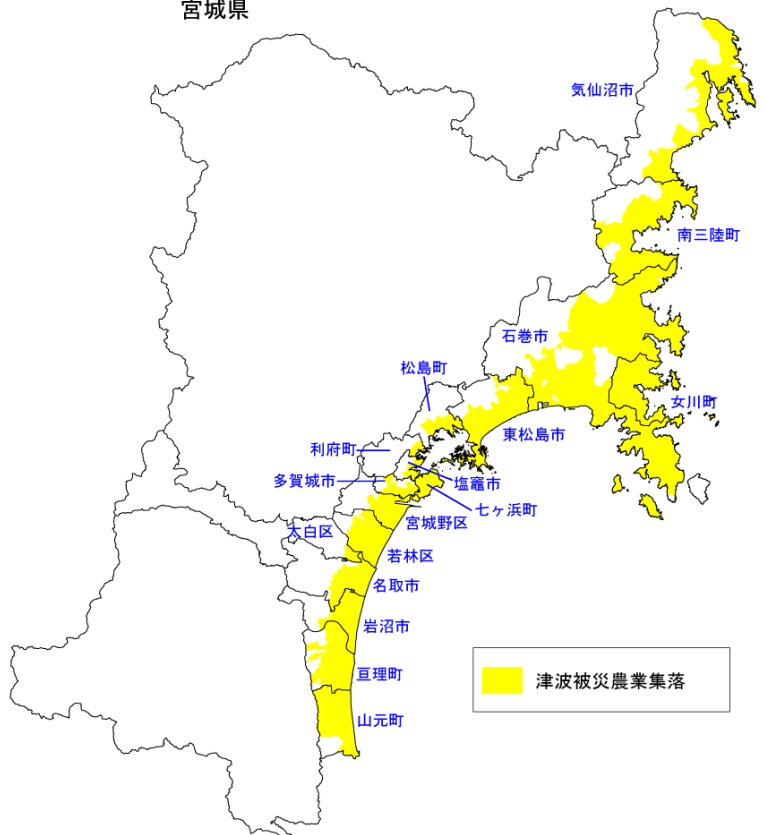 宮城県
気仙沼市
南三陸町
石巻市
松島町
女川町
東松島市
利府町
多賀城市
塩竈市
七ヶ浜町
宮城野区
太白区
若林区
名取市
岩沼市
亘理町
山元町
津波被災農業集落